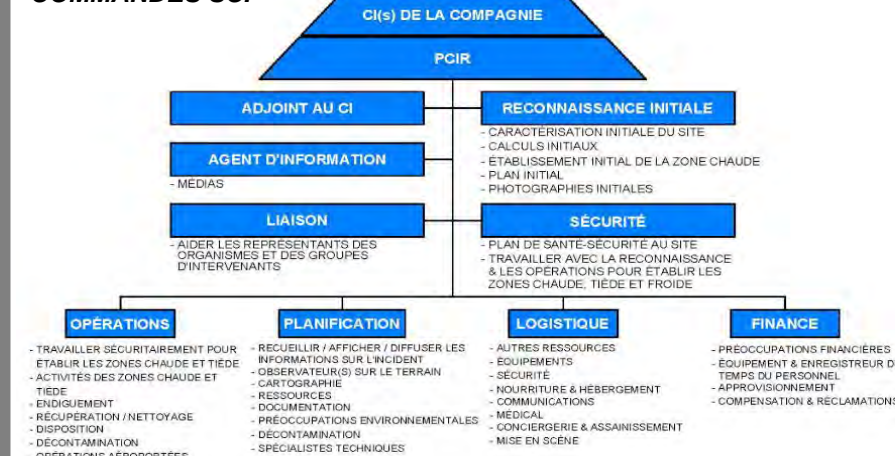 COMMANDES SCI
CI(s) DE LA COMPAGNIE
PCIR
ADJOINT AU CI
RECONNAISSANCE INITIALE
- CARACTÉRISATION INITIALE DU SITE
- CALCULS INITIAUX
- ÉTABLISSEMENT INITIAL DE LA ZONE CHAUDE
- PLAN INITIAL
- PHOTOGRAPHIES INITIALES
AGENT D'INFORMATION
- MÉDIAS
LIAISON
- AIDER LES REPRÉSENTANTS DES
ORGANISMES ET DES GROUPES
D'INTERVENANTS
SÉCURITÉ
- PLAN DE SANTÉ-SÉCURITÉ AU SITE
- TRAVAILLER AVEC LA RECONNAISSANCE
& LES OPÉRATIONS POUR ÉTABLIR LES
ZONES CHAUDE, TIÈDE ET FROIDE
OPÉRATIONS
- TRAVAILLER SÉCURITAIREMENT POUR
ÉTABLIR LES ZONES CHAUDE ET TIÈDE
- ACTIVITÉS DES ZONES CHAUDE ET
TIÈDE
- ENDIGUEMENT
- RÉCUPÉRATION / NETTOYAGE
- DISPOSITION
- DÉCONTAMINATION
- OPÉRATIONS AÉROPORTÉES
PLANIFICATION
- RECUEILLIR / AFFICHER / DIFFUSER LES
INFORMATIONS SUR L'INCIDENT
- OBSERVATEUR(S) SUR LE TERRAIN
- CARTOGRAPHIE
- RESSOURCES
- DOCUMENTATION
- PRÉOCCUPATIONS ENVIRONNEMENTALES
- DÉCONTAMINATION
- SPÉCIALISTES TECHNIQUES
LOGISTIQUE
- AUTRES RESSOURCES
- ÉQUIPEMENTS
- SÉCURITÉ
- NOURRITURE & HÉBERGEMENT
- COMMUNICATIONS
- MÉDICAL
- CONCIERGERIE & ASSAINISSEMENT
- MISE EN SCÈNE
FINANCE
- PRÉOCCUPATIONS FINANCIÈRES
- ÉQUIPEMENT & ENREGISTREUR D
TEMPS DU PERSONNEL
- APPROVISIONNEMENT
- COMPENSATION & RÉCLAMATIONS